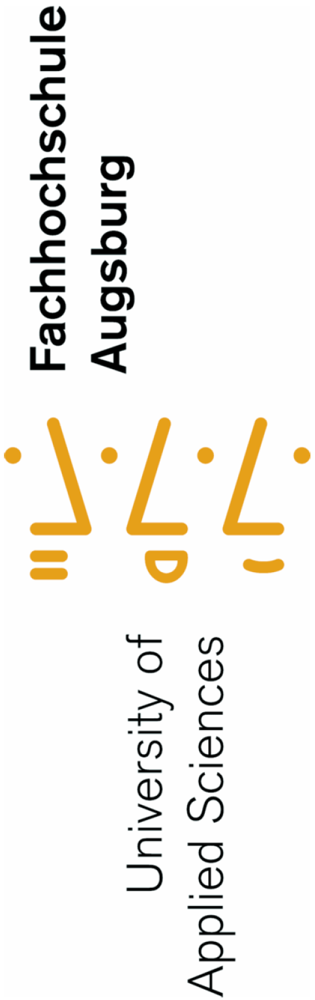 Fachhochschule
Augsburg
University of
Applied Sciences